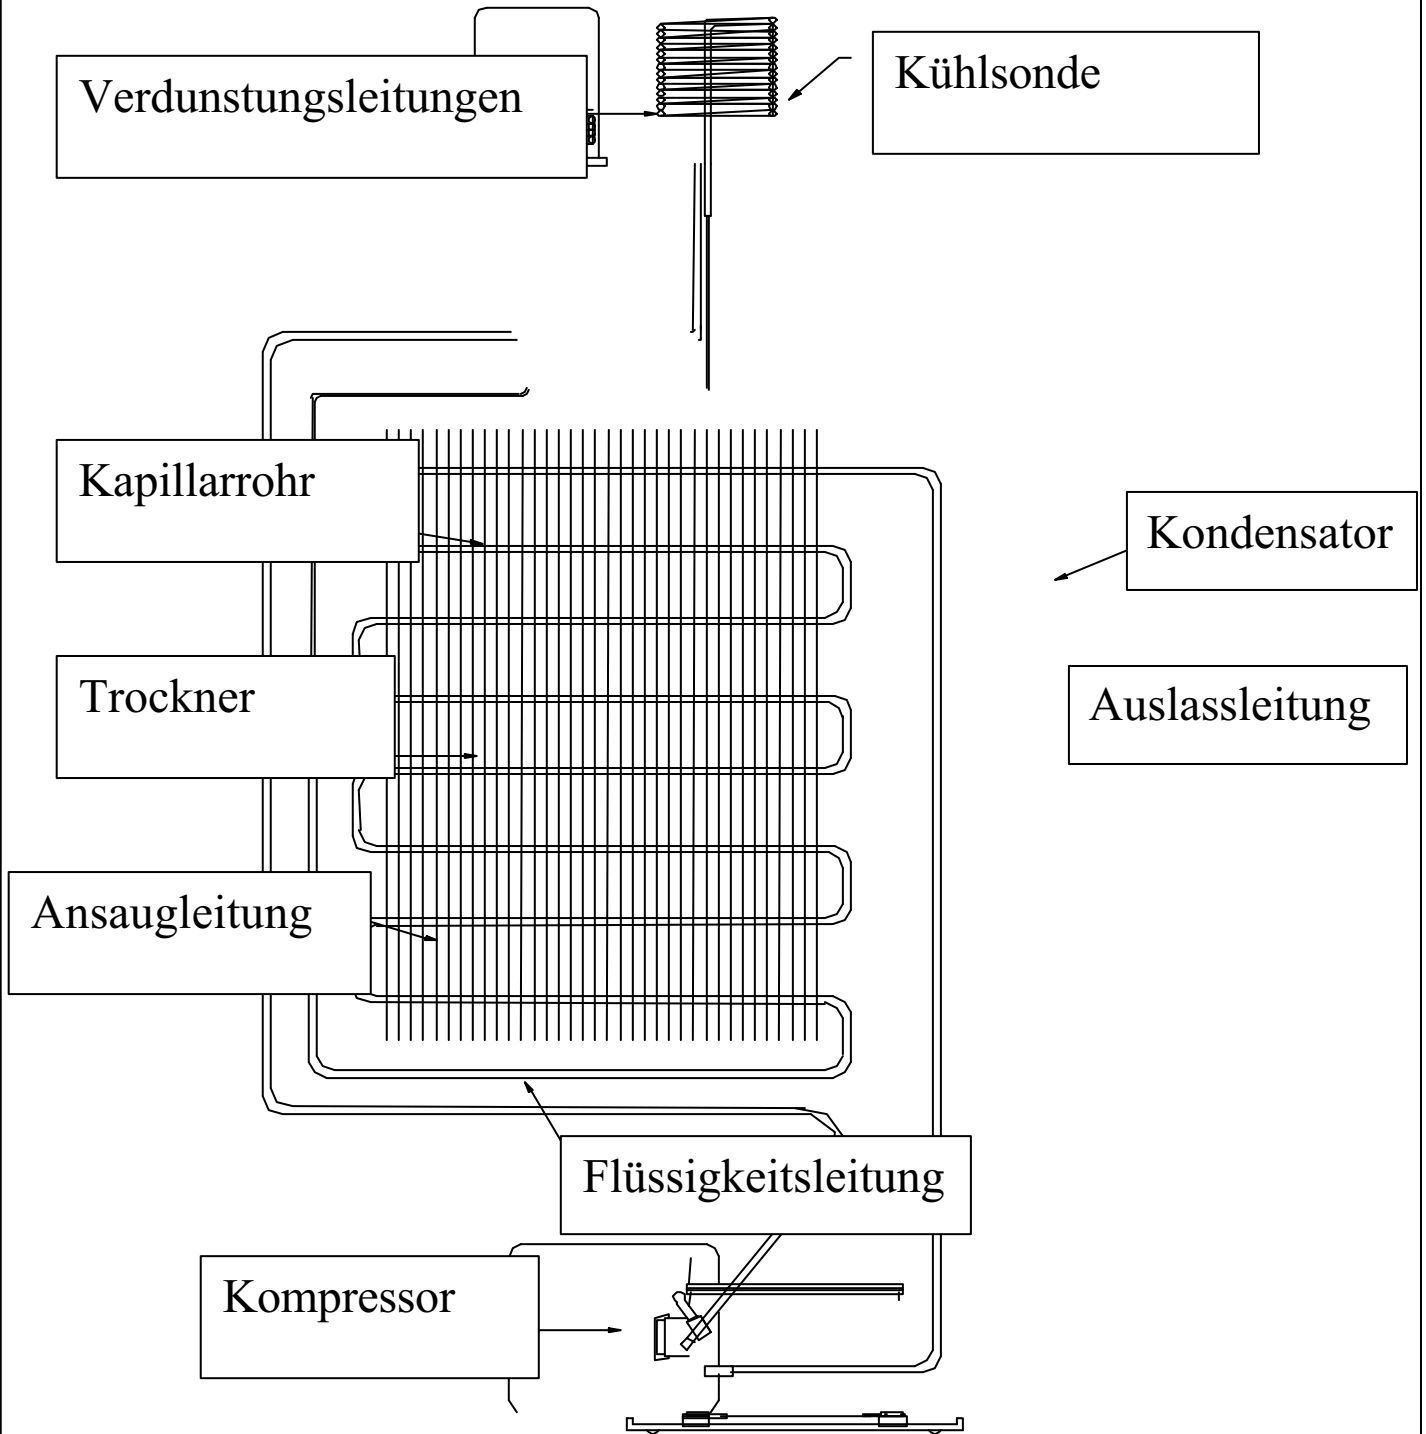 Verdunstungsleitungen
Kühlsonde
Kapillarrohr
Kondensator
Trockner
Auslassleitung
Ansaugleitung
Flüssigkeitsleitung
Kompressor